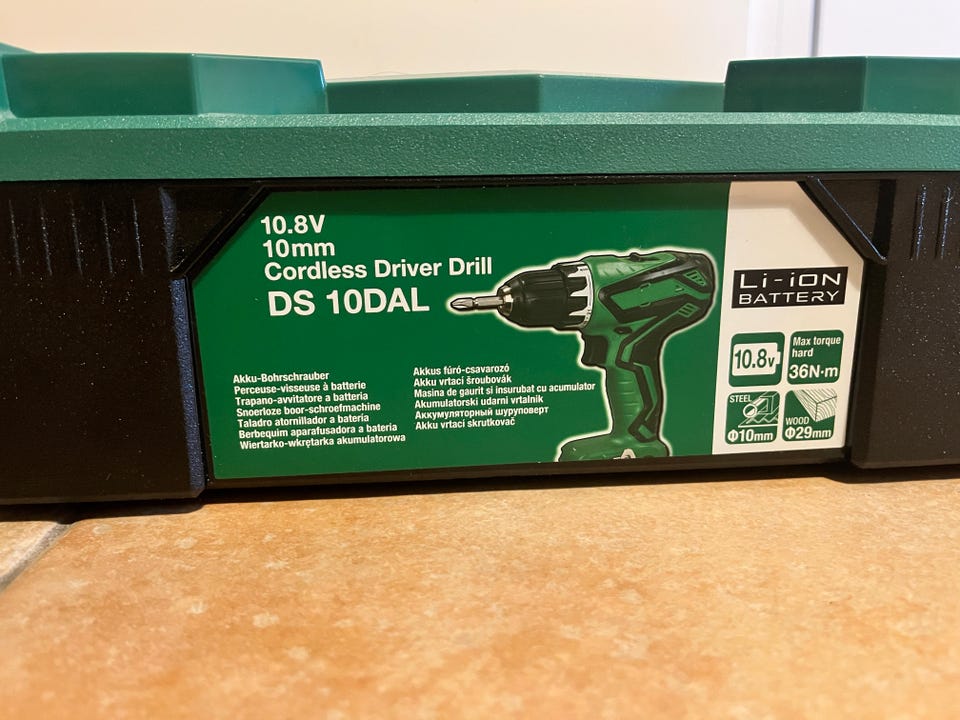 10.8V
10mm
Cordless Driver Drill
DS 10DAL
Akku-Bohrschrauber
Perceuse-visseuse à batterie
Trapano-avvitatore a batteria
Snoerloze boor-schroefmachine
Taladro atornillador a batería
Berbequim aparafusadora a bateria
Wiertarko-wkrętarka akumulatorowa
Akkus fúró-csavarozó
Akku vrtací šroubovák
Masina de gaurit si insurubat cu acumulator
Akumulatorski udarni vrtalnik
Аккумуляторный шуруповерт
Aku vrtací skrutkovač
Li-ION
BATTERY
10.8V
Max torque
hard
36N·m
STEEL
Φ10mm
WOOD
Φ29mm